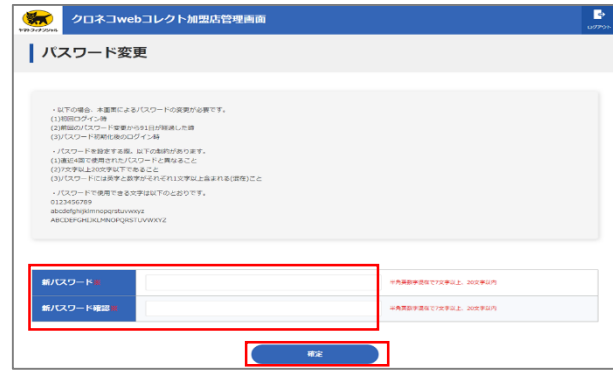 クロネコwebコレクト加盟店管理画面
ログアウト
パスワード変更
・以下の場合、本画面によるパスワードの変更が必要です。
(1)初回ログイン時
(2)前回のパスワード変更から91日が経過した時
(3)パスワード初期化後のログイン時
・パスワードを設定する際、以下の制約があります。
(1)直近4回で使用されたパスワードと異なること
(2)7文字以上20文字以下であること
(3)パスワードには英字と数字がそれぞれ1文字以上含まれる(混在)こと
・パスワードで使用できる文字は以下のとおりです。
0123456789
abcdefghijklmnopqrstuvwxyz
ABCDEFGHIJKLMNOPQRSTUVWXYZ
新パスワード※
半角英数字混在で7文字以上、20文字以内
新パスワード確認※
半角英数字混在で7文字以上、20文字以内
確定